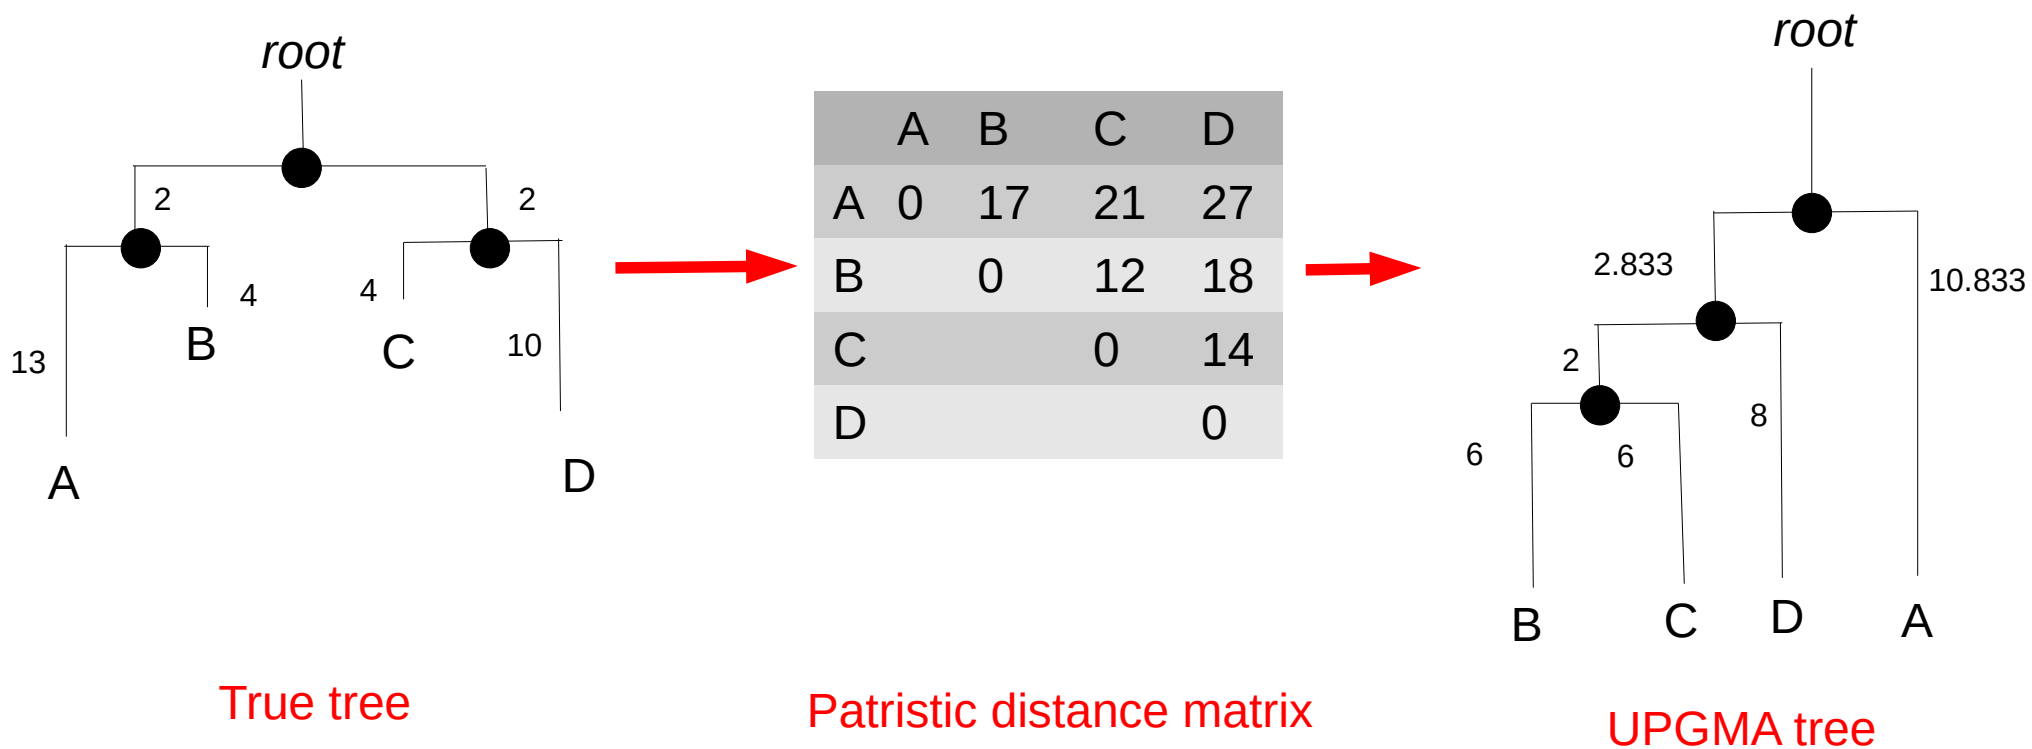 root
2
2
13
4
4
10
A
B
C
D
True tree
A B C D
A 0 17 21 27
B 0 12 18
C 0 14
D 0
Patristic distance matrix
root
2.833
10.833
2
8
6
6
B
C
D
A
UPGMA tree